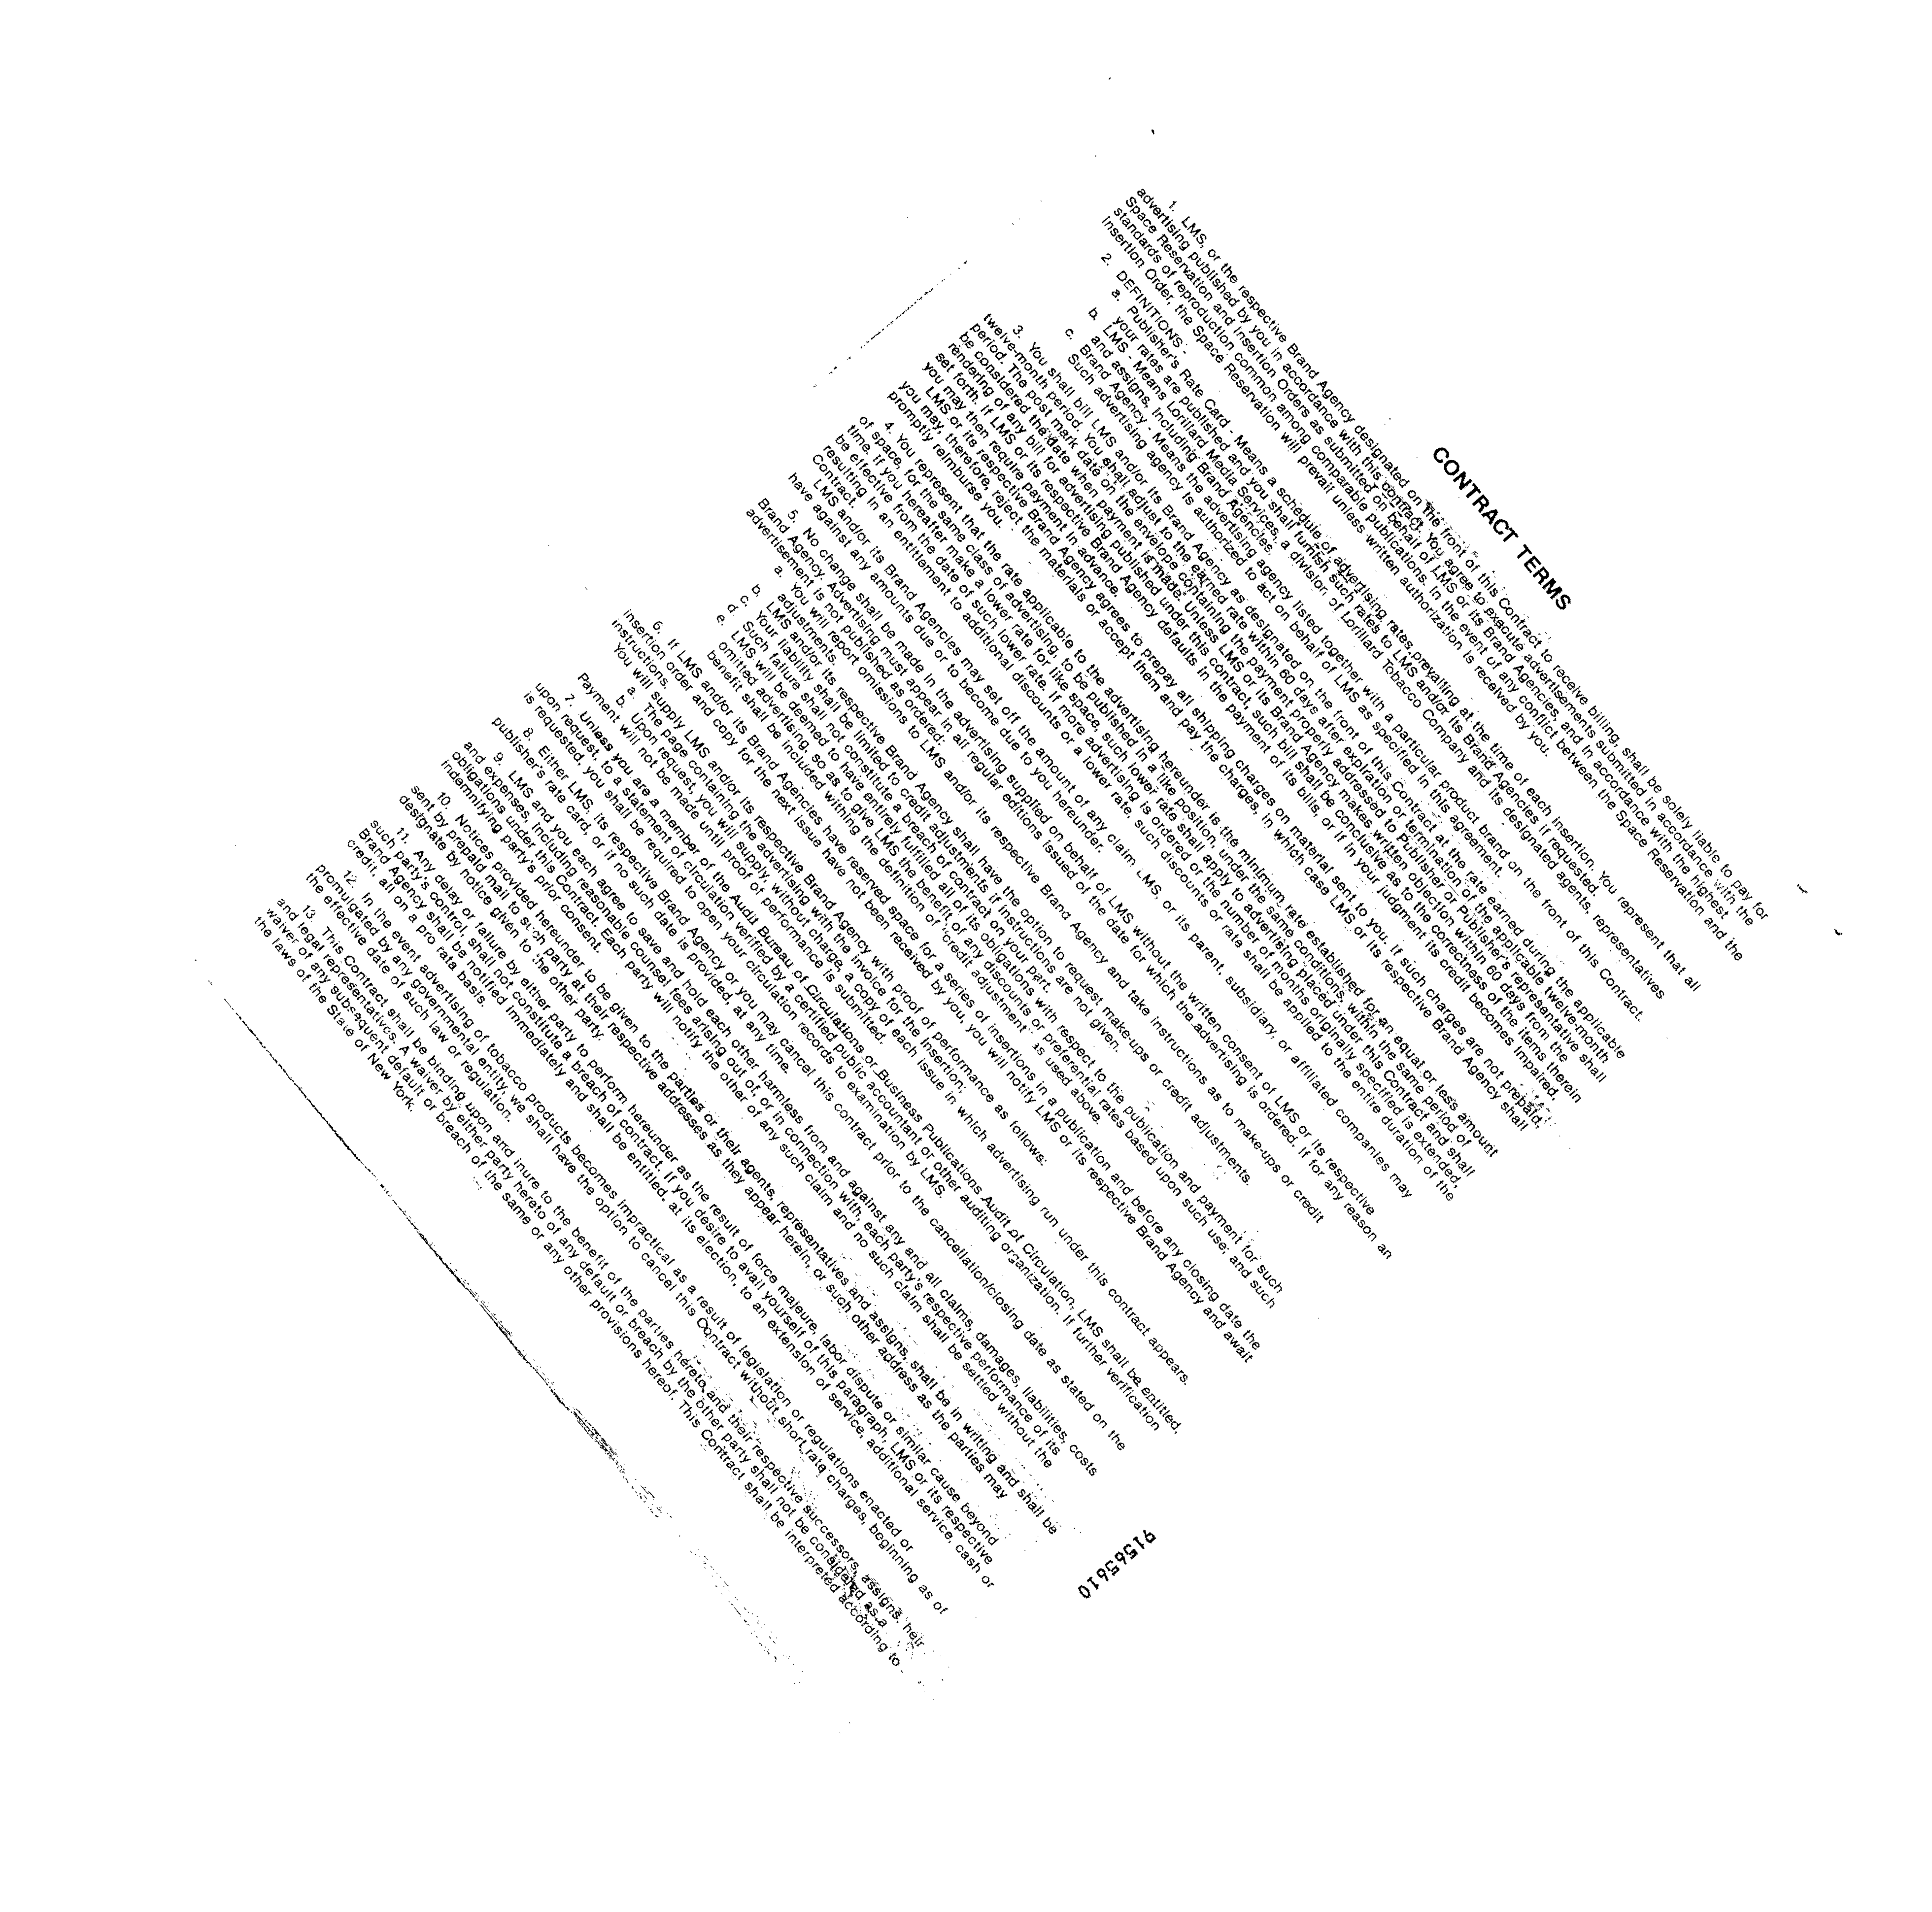 CONTRACT TERMS
1. LMS, or the respective Brand Agency designated on the front of this Contract to receive billing, shall be solely liable to pay for
advertising published by you in accordance with this contract. You agree to execute advertisements submitted in accordance with the
Space Reservation and Insertion Orders as submitted on behalf of LMS or its Brand Agencies, and in accordance with the highest
standards of reproduction common among comparable publications. In the event of any conflict between the Space Reservation and the
Insertion Order, the Space Reservation will prevail unless written authorization is received by you.
2. DEFINITIONS -
a. Publisher's Rate Card - Means a schedule of advertising rates prevailing at the time of each insertion. You represent that all
your rates are published and you shall furnish such rates to LMS and/or its Brand Agencies if requested.
b. LMS - Means Lorillard Media Services, a division of Lorillard Tobacco Company and its designated agents, representatives
and assigns, including Brand Agencies.
c. Brand Agency - Means the advertising agency listed together with a particular product brand on the front of this Contract.
Such advertising agency is authorized to act on behalf of LMS as specified in this agreement.
3. You shall bill LMS and/or its Brand Agency as designated on the front of this Contract at the rate earned during the applicable
twelve-month period. You shall adjust to the earned rate within 60 days after expiration or termination of the applicable twelve-month
period. The post mark date on the envelope containing the payment properly addressed to Publisher or Publisher's representative shall
be considered the date when payment is made. Unless LMS or its Brand Agency makes written objection within 60 days from the
rendering of any bill for advertising published under this contract, such bill shall be conclusive as to the correctness of the items therein
set forth. If LMS or its respective Brand Agency defaults in the payment of its bills, or if in your judgment its credit becomes impaired,
you may then require payment in advance.
LMS or its respective Brand Agency agrees to prepay all shipping charges on material sent to you. If such charges are not prepaid,
you may, therefore, reject the materials or accept them and pay the charges, in which case LMS or its respective Brand Agency shall
promptly reimburse you.
4. You represent that the rate applicable to the advertising hereunder is the minimum rate established for an equal or less amount
of space, for the same class of advertising, to be published in a like position, under the same conditions, within the same period of
time. If you hereafter make a lower rate for like space, such lower rate shall apply to advertising placed under this Contract and shall
be effective from the date of such lower rate. If more advertising is ordered or the number of months originally specified is extended,
resulting in an entitlement to additional discounts or a lower rate, such discounts or rate shall be applied to the entire duration of the
Contract.
LMS and/or its Brand Agencies may set off the amount of any claim LMS, or its parent, subsidiary, or affiliated companies may
have against any amounts due or to become due to you hereunder.
5. No change shall be made in the advertising supplied on behalf of LMS without the written consent of LMS or its respective
Brand Agency. Advertising must appear in all regular editions issued of the date for which the advertising is ordered. If for any reason an
advertisement is not published as ordered:
a. You will report omissions to LMS and/or its respective Brand Agency and take instructions as to make-ups or credit
adjustments.
b. LMS and/or its respective Brand Agency shall have the option to request make-ups or credit adjustments.
c. Your liability shall be limited to credit adjustments if instructions are not given.
d. Such failure shall not constitute a breach of contract on your part.
e. LMS will be deemed to have entirely fulfilled all of its obligations with respect to the publication and payment for such
omitted advertising, so as to give LMS the benefit of any discounts or preferential rates based upon such use; and such
benefit shall be included within the definition of "credit adjustment" as used above.
6. If LMS and/or its Brand Agencies have reserved space for a series of insertions in a publication and before any closing date the
insertion order and copy for the next issue have not been received by you, you will notify LMS or its respective Brand Agency and await
instructions.
You will supply LMS and/or its respective Brand Agency with proof of performance as follows:
a. The page containing the advertising with the invoice for the insertion;
b. Upon request, you will supply, without charge, a copy of each issue in which advertising run under this contract appears.
Payment will not be made until proof of performance is submitted.
7. Unless you are a member of the Audit Bureau of Circulations or Business Publications Audit of Circulation, LMS shall be entitled,
upon request, to a statement of circulation verified by a certified public accountant or other auditing organization. If further verification
is requested, you shall be required to open your circulation records to examination by LMS.
8. Either LMS, its respective Brand Agency or you may cancel this contract prior to the cancellation/closing date as stated on the
publisher's rate card, or if no such date is provided, at any time.
9. LMS and you each agree to save and hold each other harmless from and against any and all claims, damages, liabilities, costs
and expenses, including reasonable counsel fees arising out of, or in connection with, each party's respective performance of its
obligations under this Contract. Each party will notify the other of any such claim and no such claim shall be settled without the
indemnifying party's prior consent.
10. Notices provided hereunder to be given to the parties or their agents, representatives and assigns, shall be in writing and shall be
sent by prepaid mail to such party at their respective addresses as they appear herein, or such other address as the parties may
designate by notice given to the other party.
11. Any delay or failure by either party to perform hereunder as the result of force majeure, labor dispute or similar cause beyond
such party's control, shall not constitute a breach of contract. If you desire to avail yourself of this paragraph, LMS or its respective
Brand Agency shall be notified immediately and shall be entitled, at its election, to an extension of service, additional service, cash or
credit, all on a pro rata basis.
12. In the event advertising of tobacco products becomes impractical as a result of legislation or regulations enacted or
promulgated by any governmental entity, we shall have the option to cancel this Contract without short rate charges, beginning as of
the effective date of such law or regulation.
13. This Contract shall be binding upon and inure to the benefit of the parties hereto and their respective successors, assigns, heir
and legal representatives. A waiver by either party hereto of any default or breach by the other party shall not be considered as a
waiver of any subsequent default or breach of the same or any other provisions hereof. This Contract shall be interpreted according to
the laws of the State of New York.
91565610